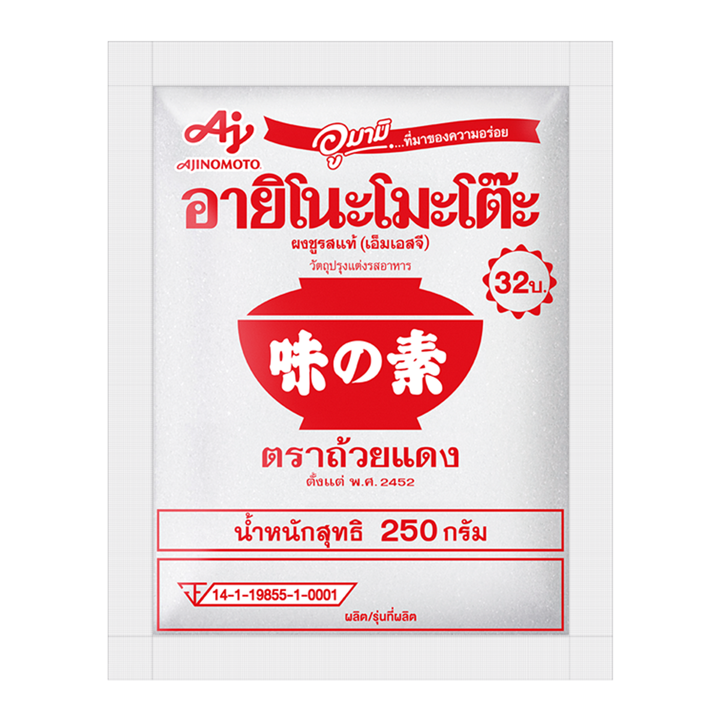 อูมามิ
...ที่มาของความอร่อย
Aj
AJINOMOTO.
อายิโนะโมะโต๊ะ
ผงชูรสแท้ (เอ็มเอสจี)
วัตถุปรุงแต่งรสอาหาร
32บ.
味の素
ตราถ้วยแดง
ตั้งแต่ พ.ศ. 2452
น้ำหนักสุทธิ 250 กรัม
14-1-19855-1-0001
ผลิต/รุ่นที่ผลิต